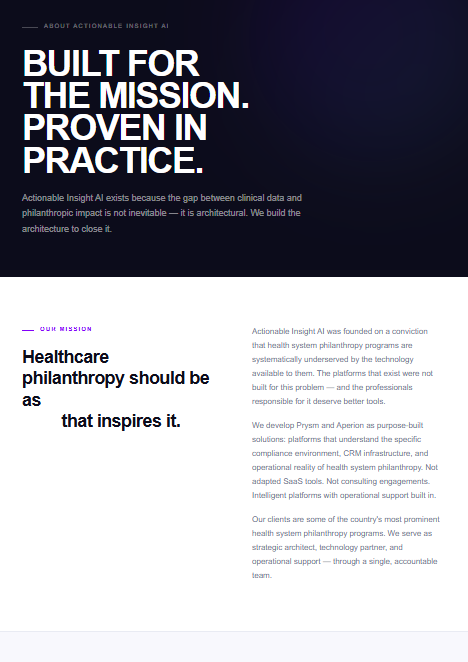 ABOUT ACTIONABLE INSIGHT AI
BUILT FOR
THE MISSION.
PROVEN IN
PRACTICE.
Actionable Insight AI exists because the gap between clinical data and
philanthropic impact is not inevitable — it is architectural. We build the
architecture to close it.
OUR MISSION
Healthcare
philanthropy should be
as
that inspires it.
Actionable Insight AI was founded on a conviction
that health system philanthropy programs are
systematically underserved by the technology
available to them. The platforms that exist were not
built for this problem — and the professionals
responsible for it deserve better tools.
We develop Prysm and Aperion as purpose-built
solutions: platforms that understand the specific
compliance environment, CRM infrastructure, and
operational reality of health system philanthropy. Not
adapted SaaS tools. Not consulting engagements.
Intelligent platforms with operational support built in.
Our clients are some of the country's most prominent
health system philanthropy programs. We serve as
strategic architect, technology partner, and
operational support — through a single, accountable
team.